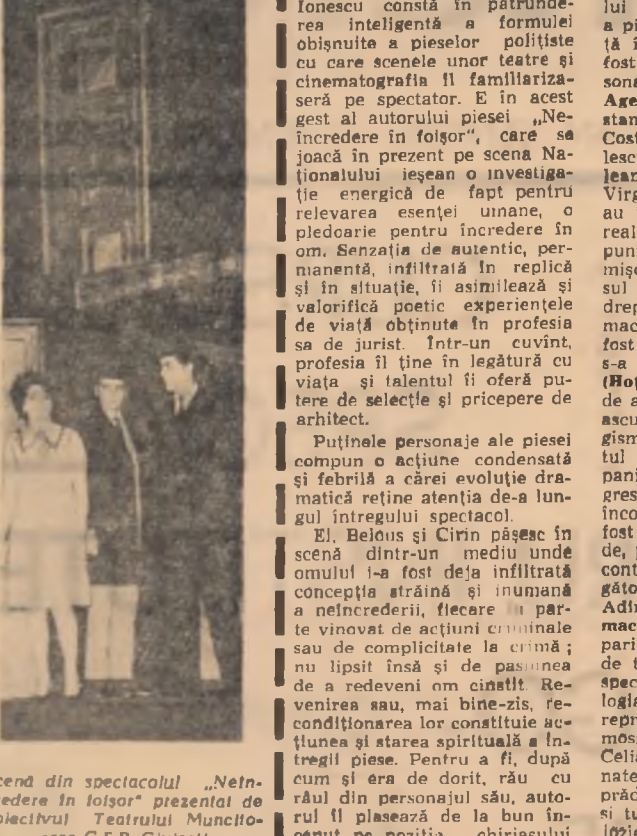 Ionescu constă în pătrunde-
rea inteligentă a formulei
obișnuite a pieselor polițiste
cu care scenele unor teatre și
cinematografia îl familiariza-
seră pe spectator. E în acest
gest al autorului piesei „Ne-
încredere în foișor“, care se
joacă în prezent pe scena Na-
ționalului ieșean o investiga-
ție energică de fapt pentru
relevarea esenței umane, o
pledoarie pentru încredere în
om. Senzația de autentic, per-
manentă, infiltrată în replică
și în situație, îi asimilează și
valorifică poetic experiențele
de viață obținute în profesia
sa de jurist. Într-un cuvînt,
profesia îl ține în legătură cu
viața și talentul îi oferă pu-
tere de selecție și pricepere de
arhitect.
Puținele personaje ale piesei
compun o acțiune condensată
și febrilă a cărei evoluție dra-
matică reține atenția de-a lun-
gul întregului spectacol.
El, Belous și Cirin pășesc în
scenă dintr-un mediu unde
omului i-a fost deja infiltrată
concepția străină și inumană
a neîncrederii, fiecare în par-
te vinovat de acțiuni criminale
sau de complicitate la crimă ;
nu lipsit însă și de pasiunea
de a redeveni om cinstit. Re-
venirea sau, mai bine-zis, re-
condiționarea lor constituie ac-
țiunea și starea spirituală a în-
tregii piese. Pentru a fi, după
cum și era de dorit, rău cu
răul din personajul său, auto-
rul îl plasează de la bun în-
pe poziția chiriașului
cenă din spectacolul „Neîn-
edere în foișor“ prezentat de
olectivul Teatrului Muncito-
lui
a pi
ță î
fost
sona
Age
stan
Cost
lesc
lean
Virg
au
real
pun
mișc
sul
drep
mac
fost
s-a
(Hoț
de a
ascu
gism
tul
pani
gres
înco
fost
de,
cont
găto
Adin
mac
pari
de t
spec
logia
repr
moș
Celia
nate
prăd
și tr